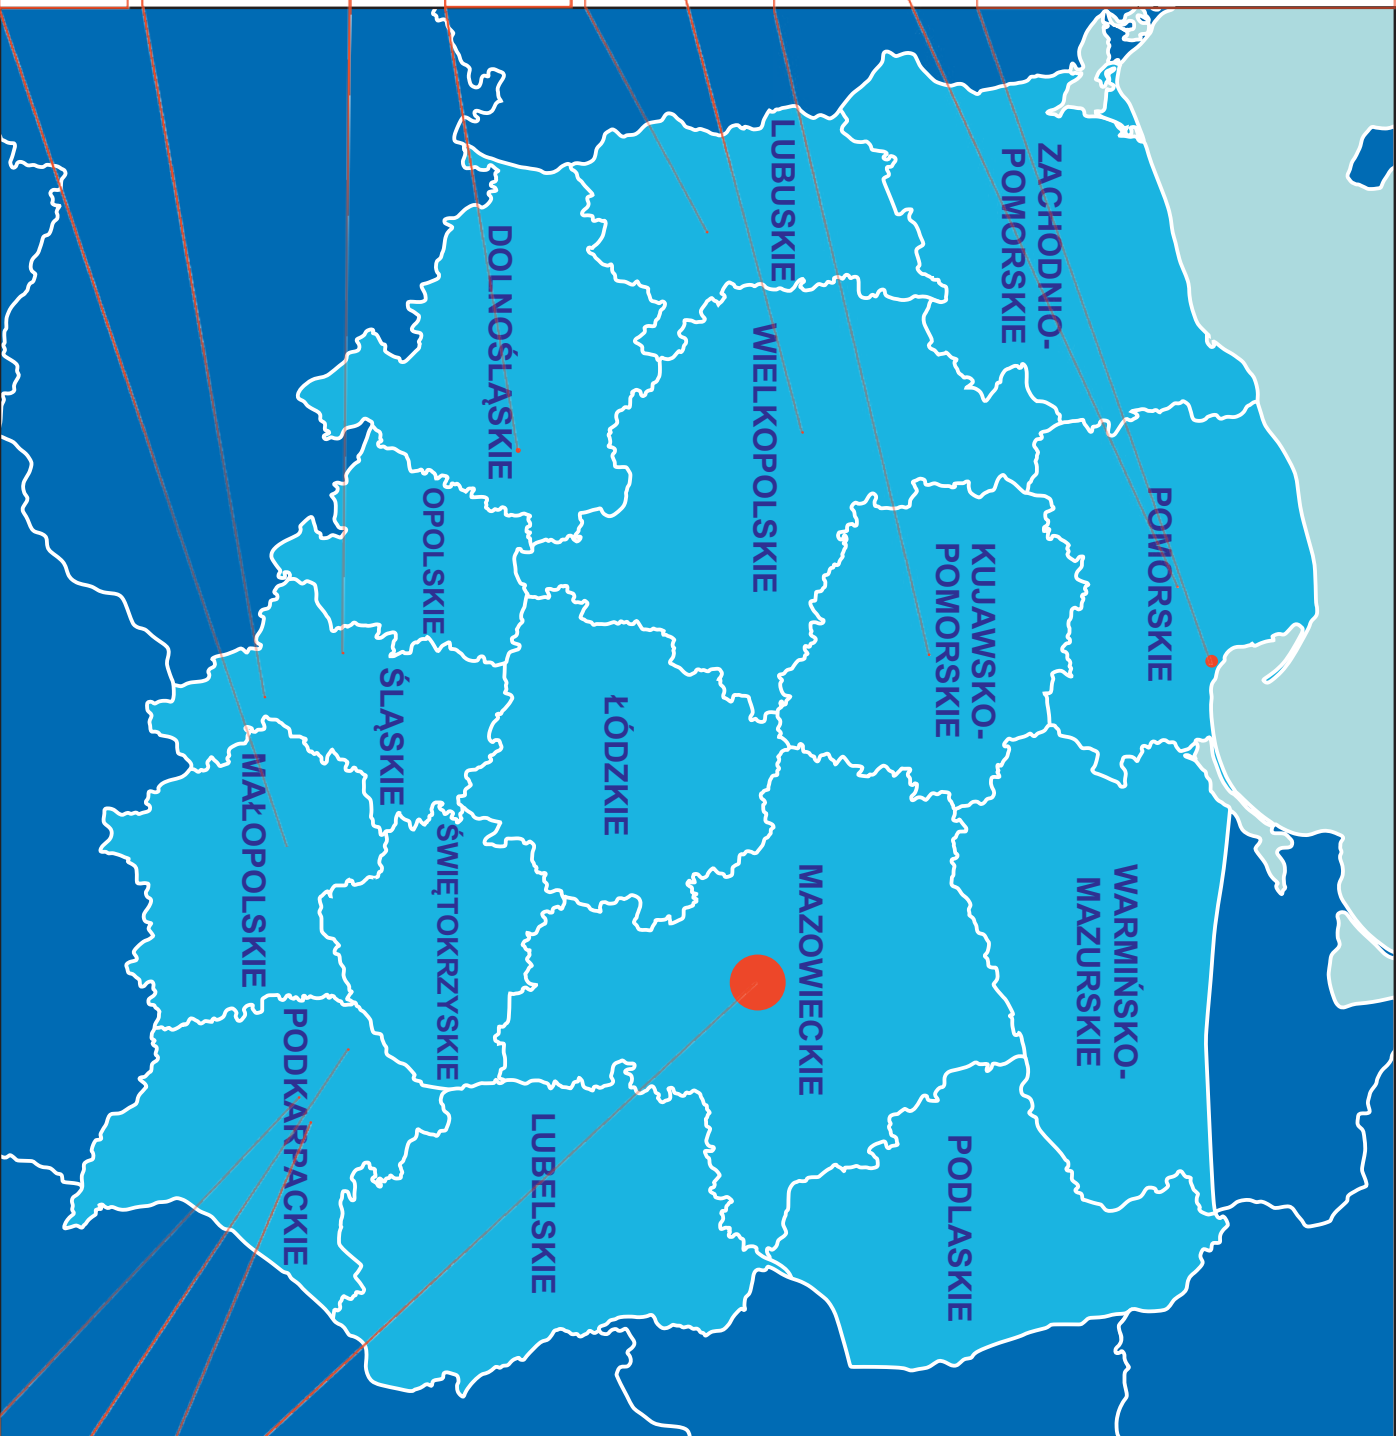 ZACHODNIO-
POMORSKIE
POMORSKIE
WARMIŃSKO-
MAZURSKIE
LUBUSKIE
WIELKOPOLSKIE
KUJAWSKO-
POMORSKIE
MAZOWIECKIE
PODLASKIE
DOLNOŚLĄSKIE
ŁÓDZKIE
LUBELSKIE
OPOLSKIE
ŚLĄSKIE
ŚWIĘTOKRZYSKIE
MAŁOPOLSKIE
PODKARPACKIE